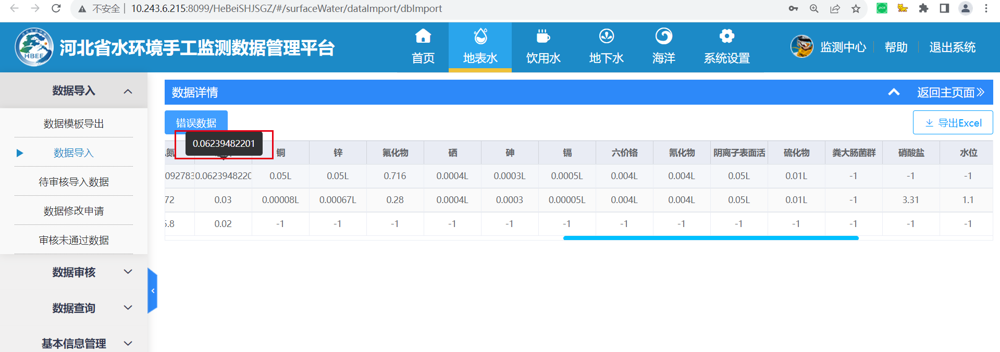 不安全 | 10.243.6.215:8099/HeBeiSHJSGZ/#/surfaceWater/dataImport/dbImport
HBEE
河北省水环境手工监测数据管理平台
首页 地表水 饮用水 地下水 海洋 系统设置
监测中心 帮助 退出系统
数据导入
数据模板导出
数据导入
待审核导入数据
数据修改申请
审核未通过数据
数据审核
数据查询
基本信息管理
数据详情 返回主页面
错误数据 导出Excel
0.06239482201
氮 铜 锌 氟化物 硒 砷 镉 六价铬 氰化物 阴离子表面活 硫化物 粪大肠菌群 硝酸盐 水位
092783 0.0623948220 0.05L 0.05L 0.716 0.0004L 0.0003L 0.0005L 0.004L 0.004L 0.05L 0.01L -1 -1 -1
72 0.03 0.00008L 0.00067L 0.28 0.0004L 0.0003 0.00005L 0.004L 0.004L 0.05L 0.01L -1 3.31 1.1
5.8 0.02 -1 -1 -1 -1 -1 -1 -1 -1 -1 -1 -1 -1 -1